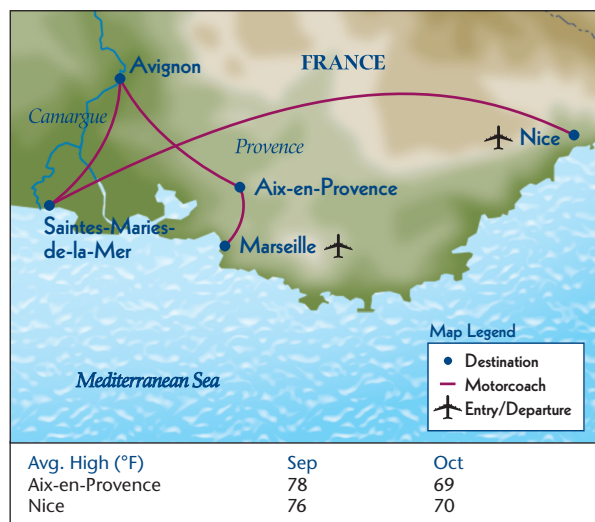 Avignon
FRANCE
Camargue
Nice
Provence
Aix-en-Provence
Saintes-Maries-
de-la-Mer
Marseille
Map Legend
Destination
Motorcoach
Entry/Departure
Mediterranean Sea
Avg. High (°F) Sep Oct
Aix-en-Provence 78 69
Nice 76 70